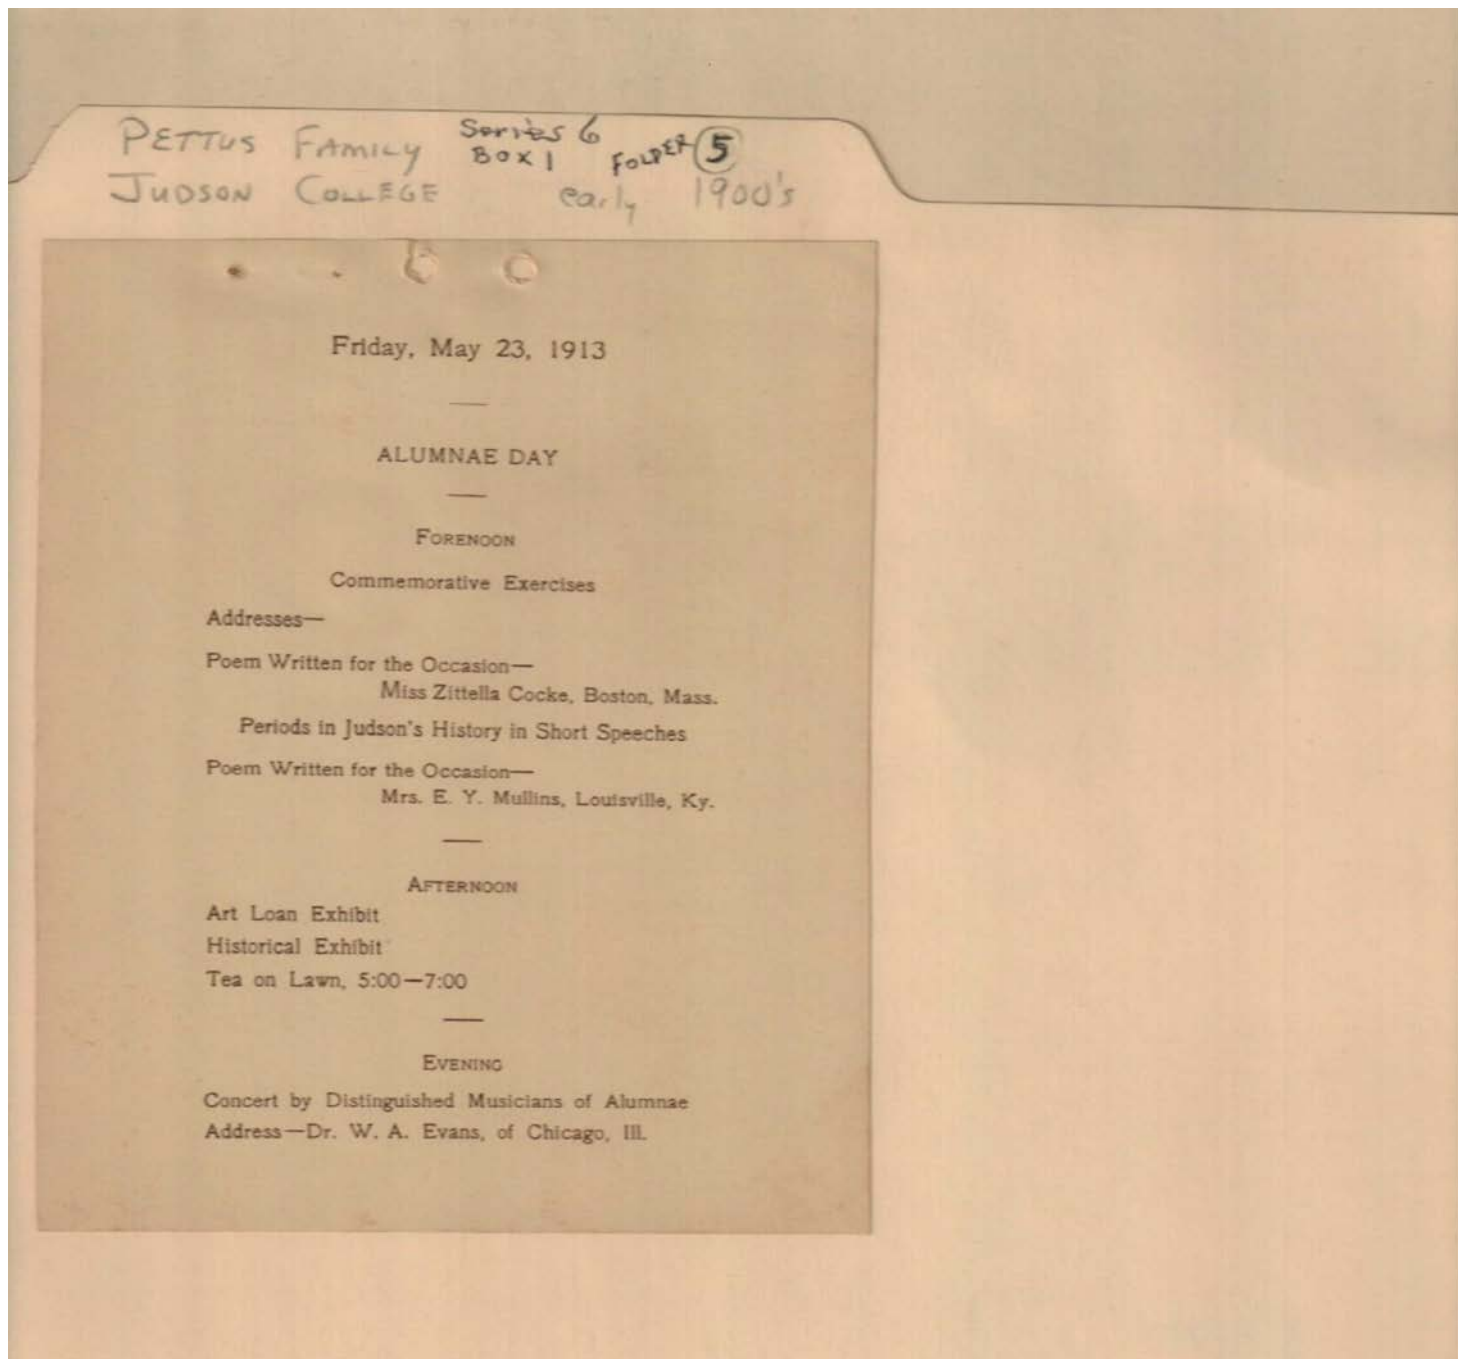 PETTUS FAMILY Series 6 FOLDER 5
BOX 1
JUDSON COLLEGE early 1900's
Friday, May 23, 1913
ALUMNAE DAY
FORENOON
Commemorative Exercises
Addresses—
Poem Written for the Occasion—
Miss Zittella Cocke, Boston, Mass.
Periods in Judson's History in Short Speeches
Poem Written for the Occasion—
Mrs. E. Y. Mullins, Louisville, Ky.
AFTERNOON
Art Loan Exhibit
Historical Exhibit
Tea on Lawn, 5:00—7:00
EVENING
Concert by Distinguished Musicians of Alumnae
Address—Dr. W. A. Evans, of Chicago, Ill.